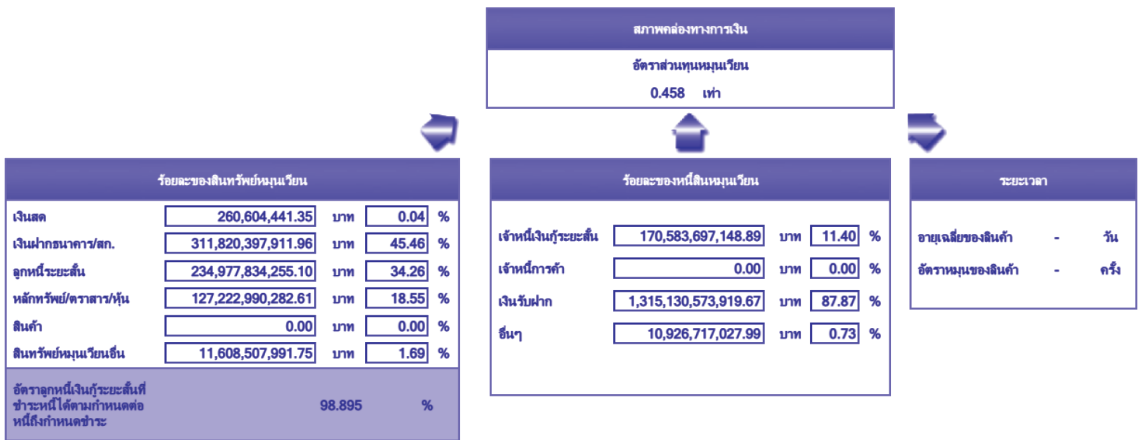 สภาพคล่องทางการเงิน
อัตราส่วนทุนหมุนเวียน
0.458 เท่า
ร้อยละของสินทรัพย์หมุนเวียน
เงินสด 260,604,441.35 บาท 0.04 %
เงินฝากธนาคาร/สก. 311,820,397,911.96 บาท 45.46 %
ลูกหนี้ระยะสั้น 234,977,834,255.10 บาท 34.26 %
หลักทรัพย์/ตราสาร/หุ้น 127,222,990,282.61 บาท 18.55 %
สินค้า 0.00 บาท 0.00 %
สินทรัพย์หมุนเวียนอื่น 11,608,507,991.75 บาท 1.69 %
อัตราลูกหนี้เงินกู้ระยะสั้นที่
ชำระหนี้ได้ตามกำหนดต่อ 98.895 %
หนี้ถึงกำหนดชำระ
ร้อยละของหนี้สินหมุนเวียน
เจ้าหนี้เงินกู้ระยะสั้น 170,583,697,148.89 บาท 11.40 %
เจ้าหนี้การค้า 0.00 บาท 0.00 %
เงินรับฝาก 1,315,130,573,919.67 บาท 87.87 %
อื่นๆ 10,926,717,027.99 บาท 0.73 %
ระยะเวลา
อายุเฉลี่ยของสินค้า - วัน
อัตราหมุนของสินค้า - ครั้ง